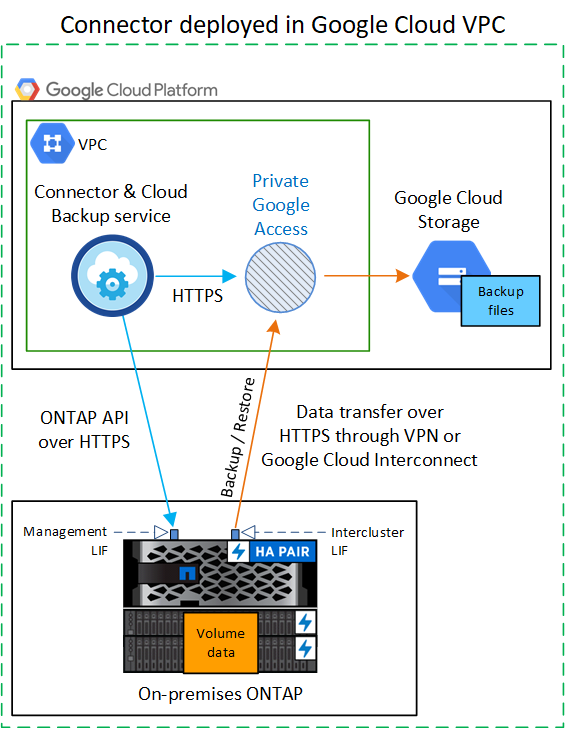 Connector deployed in Google Cloud VPC
Google Cloud Platform
VPC
Connector & Cloud
Backup service
Private
Google
Access
Google Cloud
Storage
HTTPS
Backup
files
ONTAP API
over HTTPS
Backup / Restore
Data transfer over
HTTPS through VPN or
Google Cloud Interconnect
Management
LIF
Intercluster
LIF
HA PAIR
Volume
data
On-premises ONTAP